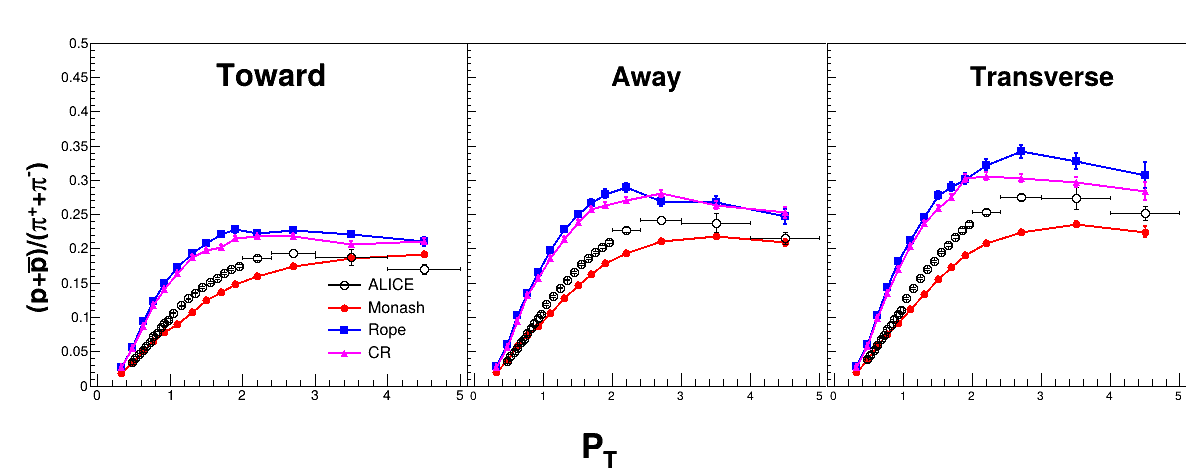 Toward
Away
Transverse
(p+p̅)/(π⁺+π⁻)
0.5
0.45
0.4
0.35
0.3
0.25
0.2
0.15
0.1
0.05
0
ALICE
Monash
Rope
CR
0 1 2 3 4 5
0 1 2 3 4 5
0 1 2 3 4 5
P_T